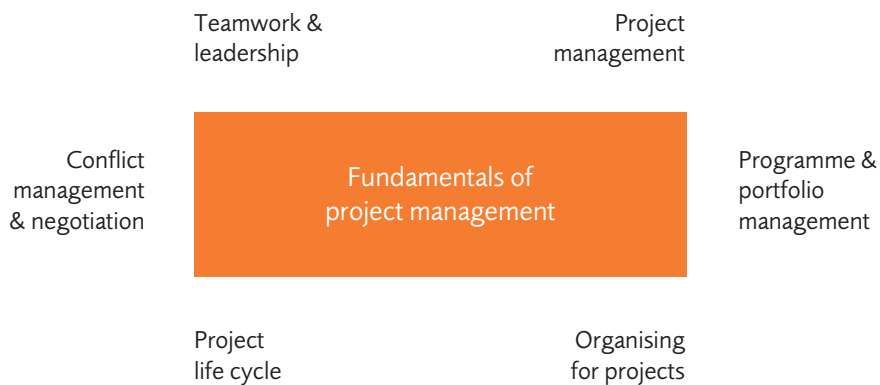 Teamwork &
leadership
Project
management
Conflict
management
& negotiation
Fundamentals of
project management
Programme &
portfolio
management
Project
life cycle
Organising
for projects